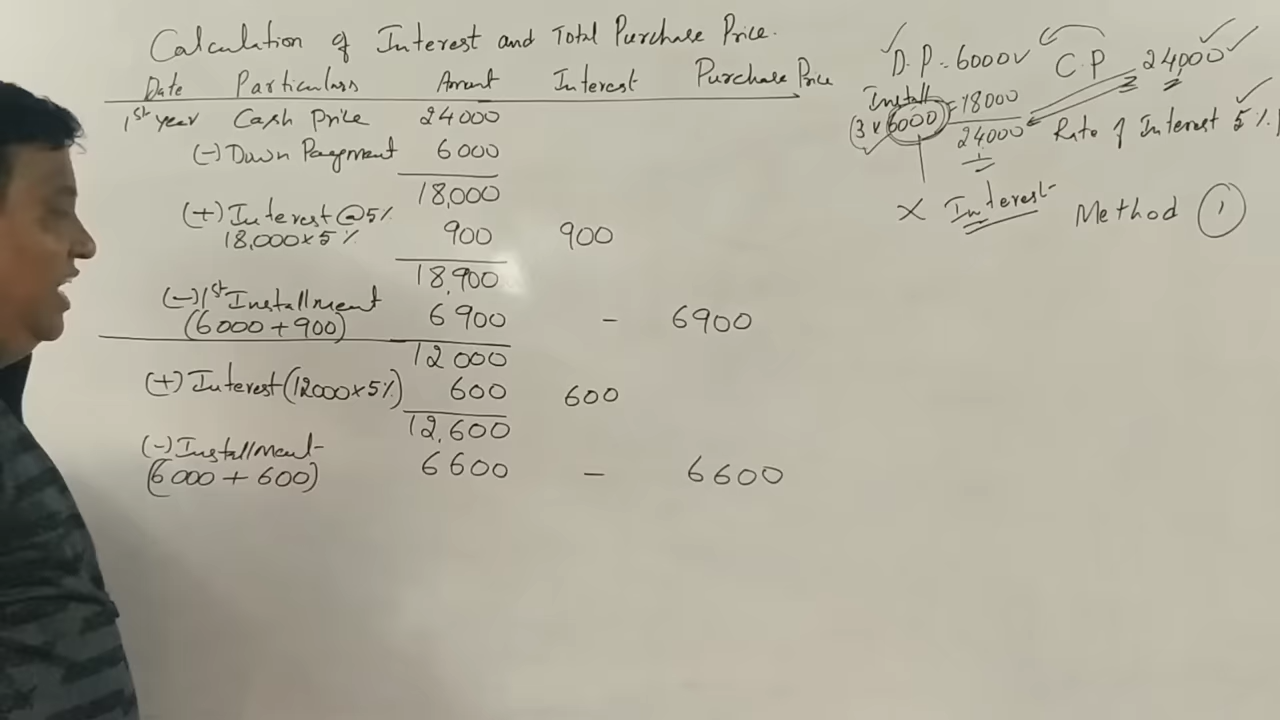 Calculation of Interest and Total Purchase Price.
Date Particulars Amount Interest Purchase Price
1st year Cash Price 24000
(-) Down Payment 6000
18,000
(+) Interest @ 5%
18,000 x 5% 900 900
18,900
(-) 1st Installment
(6000 + 900) 6900 - 6900
12000
(+) Interest (12000 x 5%) 600 600
12,600
(-) Installment
(6000 + 600) 6600 - 6600
D.P - 6000 C.P 24000
Install
(3 x 6000) = 18000
24000 Rate of Interest 5%
x Interest Method 1